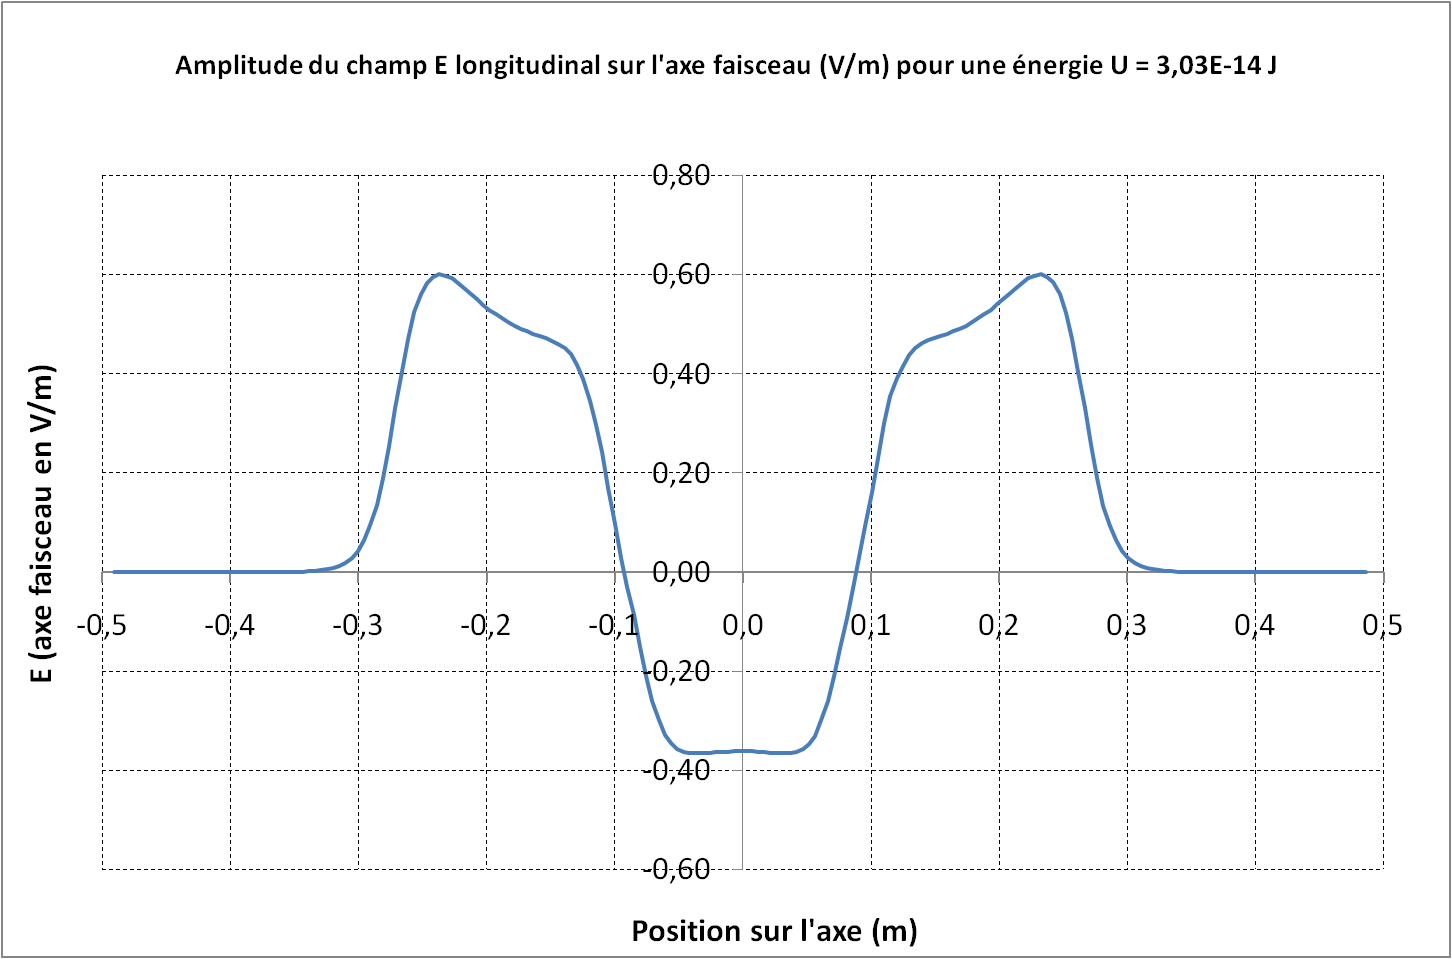 Amplitude du champ E longitudinal sur l'axe faisceau (V/m) pour une énergie U = 3,03E-14 J
0,80
0,60
0,40
0,20
0,00
-0,5 -0,4 -0,3 -0,2 -0,1 0,0 0,1 0,2 0,3 0,4 0,5
-0,20
-0,40
-0,60
E (axe faisceau en V/m)
Position sur l'axe (m)